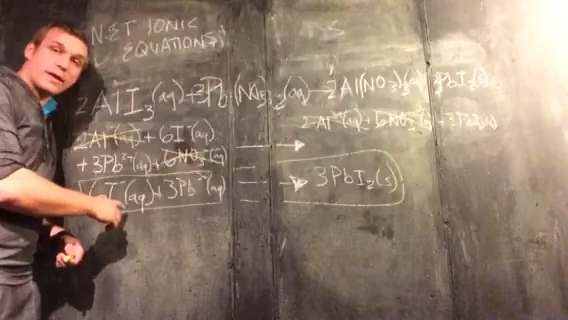 NET IONIC
EQUATIONS
2AlI₃(aq) + 3Pb(NO₃)₂(aq) → 2Al(NO₃)₃(aq) 3PbI₂(s)
2Al³⁺(aq) + 6I⁻(aq)
+ 3Pb²⁺(aq) + 6NO₃⁻(aq) → 2Al³⁺(aq) + 6NO₃⁻(aq) + 3PbI₂(s)
6I⁻(aq) + 3Pb²⁺(aq) → 3PbI₂(s)